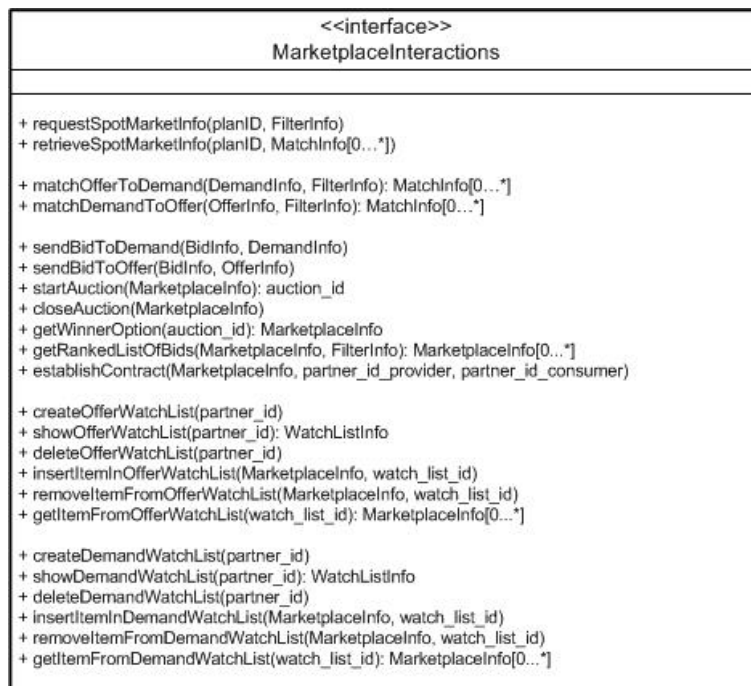 <<interface>>
MarketplaceInteractions
+ requestSpotMarketInfo(planID, FilterInfo)
+ retrieveSpotMarketInfo(planID, MatchInfo[0...*])
+ matchOfferToDemand(DemandInfo, FilterInfo): MatchInfo[0...*]
+ matchDemandToOffer(OfferInfo, FilterInfo): MatchInfo[0...*]
+ sendBidToDemand(BidInfo, DemandInfo)
+ sendBidToOffer(BidInfo, OfferInfo)
+ startAuction(MarketplaceInfo): auction_id
+ closeAuction(MarketplaceInfo)
+ getWinnerOption(auction_id): MarketplaceInfo
+ getRankedListOfBids(MarketplaceInfo, FilterInfo): MarketplaceInfo[0...*]
+ establishContract(MarketplaceInfo, partner_id_provider, partner_id_consumer)
+ createOfferWatchList(partner_id)
+ showOfferWatchList(partner_id): WatchListInfo
+ deleteOfferWatchList(partner_id)
+ insertItemInOfferWatchList(MarketplaceInfo, watch_list_id)
+ removeItemFromOfferWatchList(MarketplaceInfo, watch_list_id)
+ getItemFromOfferWatchList(watch_list_id): MarketplaceInfo[0...*]
+ createDemandWatchList(partner_id)
+ showDemandWatchList(partner_id): WatchListInfo
+ deleteDemandWatchList(partner_id)
+ insertItemInDemandWatchList(MarketplaceInfo, watch_list_id)
+ removeItemFromDemandWatchList(MarketplaceInfo, watch_list_id)
+ getItemFromDemandWatchList(watch_list_id): MarketplaceInfo[0...*]